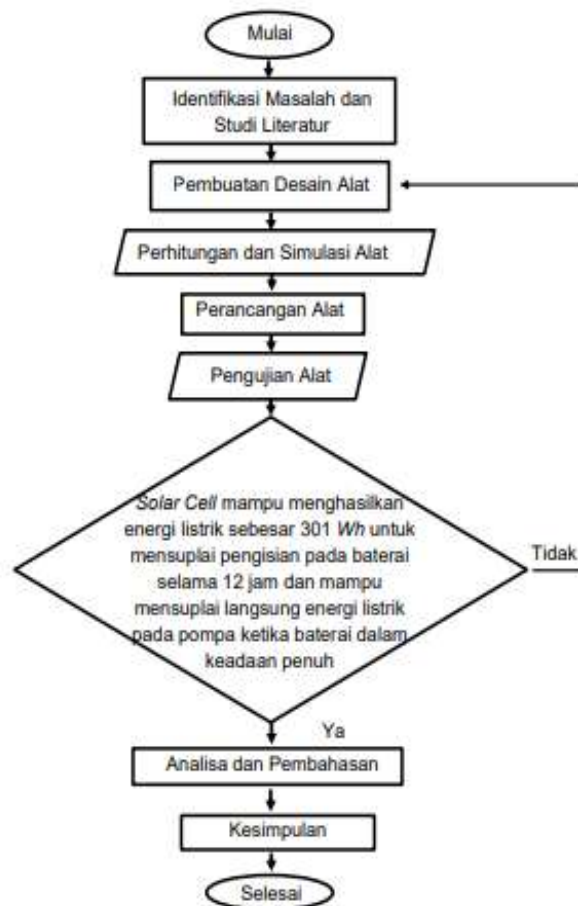 Mulai
Identifikasi Masalah dan
Studi Literatur
Pembuatan Desain Alat
Perhitungan dan Simulasi Alat
Perancangan Alat
Pengujian Alat
Solar Cell mampu menghasilkan
energi listrik sebesar 301 Wh untuk
mensuplai pengisian pada baterai
selama 12 jam dan mampu
mensuplai langsung energi listrik
pada pompa ketika baterai dalam
keadaan penuh
Tidak
Ya
Analisa dan Pembahasan
Kesimpulan
Selesai